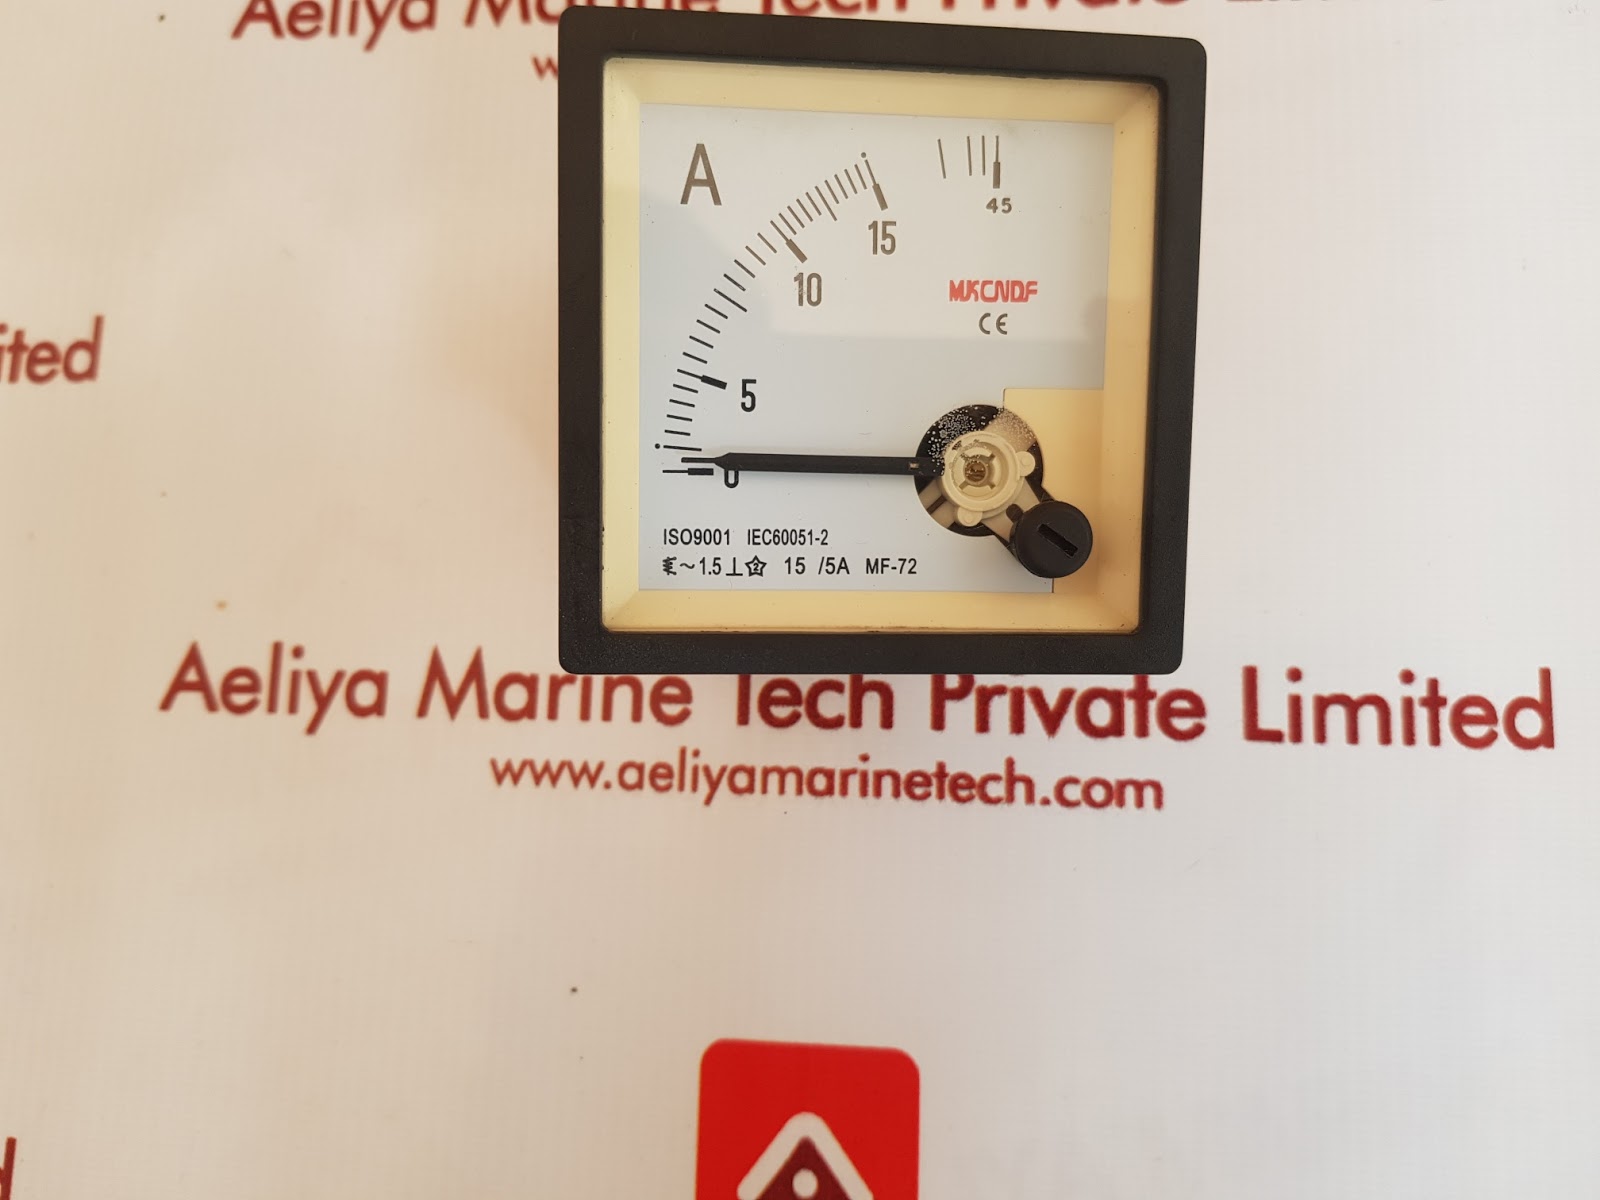 Aeliya Marine Tech Private Limited
A
15
45
10
MKCNDF
CE
5
0
ISO9001 IEC60051-2
~1.5 ⊥ 2 15 /5A MF-72
Aeliya Marine Tech Private Limited
www.aeliyamarinetech.com